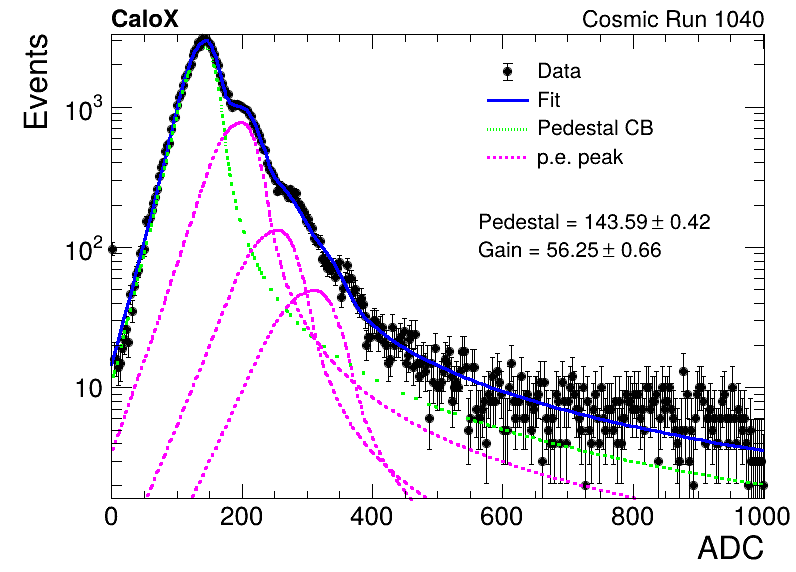 CaloX Cosmic Run 1040
Events
Data
Fit
Pedestal CB
p.e. peak
Pedestal = 143.59 ± 0.42
Gain = 56.25 ± 0.66
10³
10²
10
0 200 400 600 800 1000
ADC